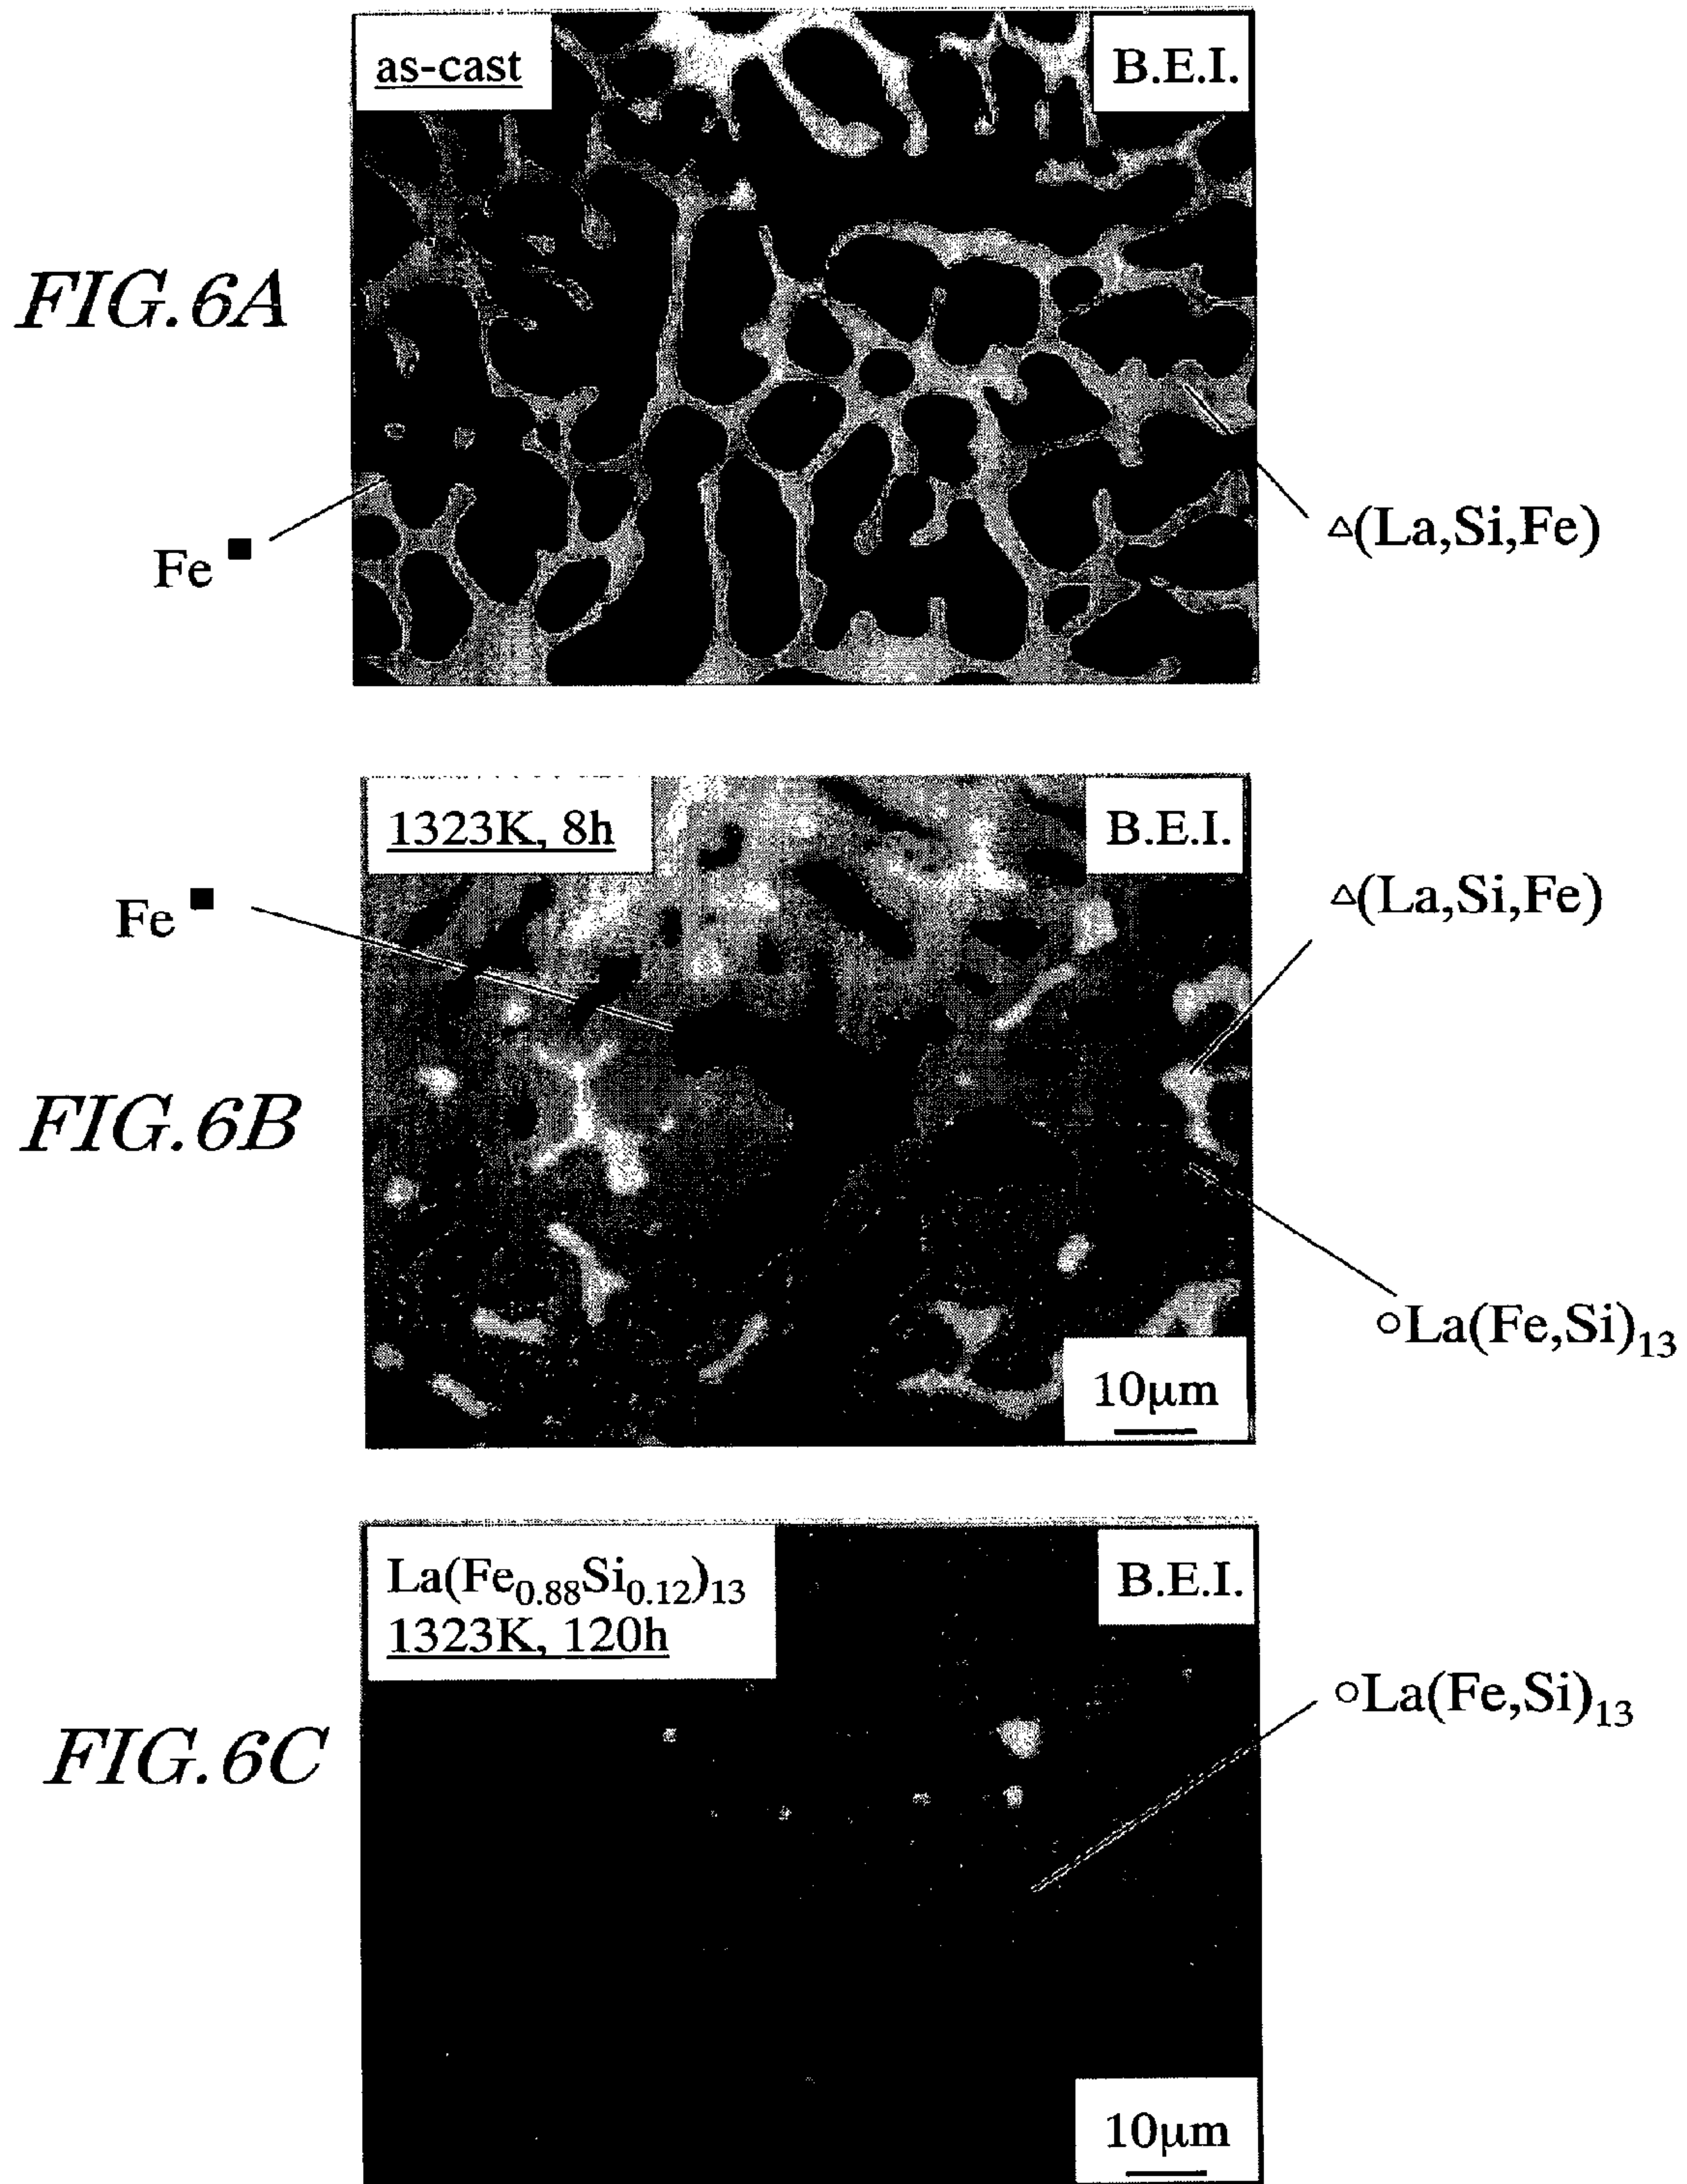 FIG.6A
as-cast
B.E.I.
Fe ■
△(La,Si,Fe)
FIG.6B
1323K, 8h
B.E.I.
Fe ■
△(La,Si,Fe)
○La(Fe,Si)₁₃
10μm
FIG.6C
La(Fe₀.₈₈Si₀.₁₂)₁₃
1323K, 120h
B.E.I.
○La(Fe,Si)₁₃
10μm